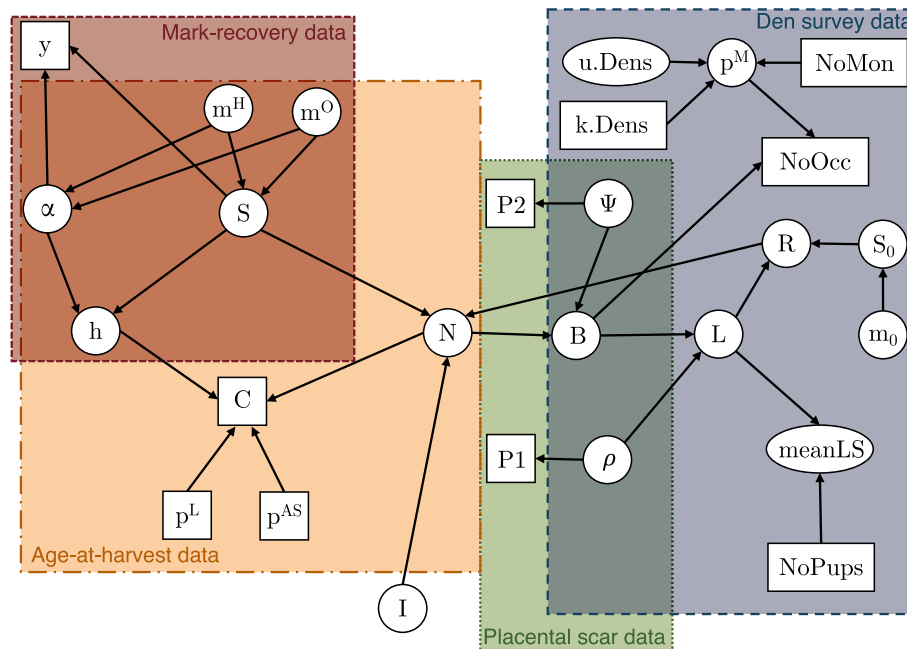 Den survey data
Mark-recovery data
y
u.Dens
pᴹ
NoMon
mᴴ
mᴼ
k.Dens
NoOcc
P2
Ψ
α
S
R
S₀
h
N
B
L
m₀
C
P1
ρ
meanLS
pᴸ
pᴬˢ
Age-at-harvest data
NoPups
I
Placental scar data